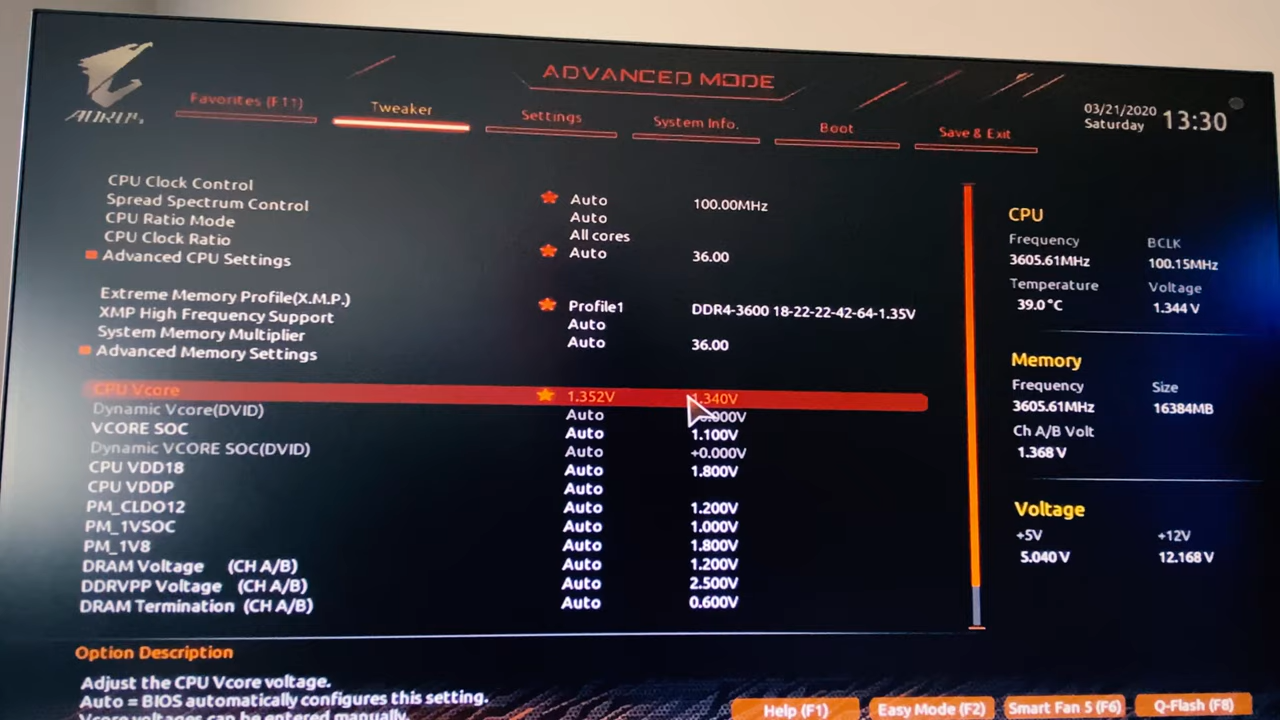 ADVANCED MODE
AORUS
Favorites (F11)
Tweaker
Settings
System Info.
Boot
Save & Exit
03/21/2020
Saturday
13:30
CPU Clock Control Auto 100.00MHz
Spread Spectrum Control Auto
CPU Ratio Mode All cores
CPU Clock Ratio Auto 36.00
Advanced CPU Settings
Extreme Memory Profile(X.M.P.) Profile1 DDR4-3600 18-22-22-42-64-1.35V
XMP High Frequency Support Auto
System Memory Multiplier Auto 36.00
Advanced Memory Settings
CPU Vcore 1.352V 1.340V
Dynamic Vcore(DVID) Auto
VCORE SOC Auto 1.100V
Dynamic VCORE SOC(DVID) Auto +0.000V
CPU VDD18 Auto 1.800V
CPU VDDP Auto
PM_CLDO12 Auto 1.200V
PM_1VSOC Auto 1.000V
PM_1V8 Auto 1.800V
DRAM Voltage (CH A/B) Auto 1.200V
DDRVPP Voltage (CH A/B) Auto 2.500V
DRAM Termination (CH A/B) Auto 0.600V
CPU
Frequency BCLK
3605.61MHz 100.15MHz
Temperature Voltage
39.0°C 1.344 V
Memory
Frequency Size
3605.61MHz 16384MB
Ch A/B Volt
1.368 V
Voltage
+5V +12V
5.040 V 12.168 V
Option Description
Adjust the CPU Vcore voltage.
Auto = BIOS automatically configures this setting.
Vcore voltages can be entered manually.
Help (F1)
Easy Mode (F2)
Smart Fan 5 (F6)
Q-Flash (F8)